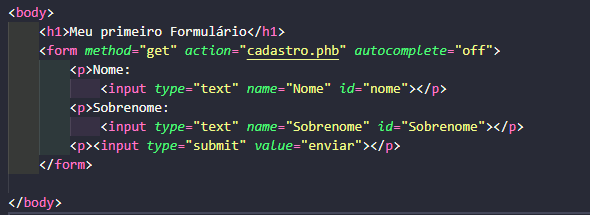 <body>
<h1>Meu primeiro Formulário</h1>
<form method="get" action="cadastro.phb" autocomplete="off">
<p>Nome:
<input type="text" name="Nome" id="nome"></p>
<p>Sobrenome:
<input type="text" name="Sobrenome" id="Sobrenome"></p>
<p><input type="submit" value="enviar"></p>
</form>
</body>